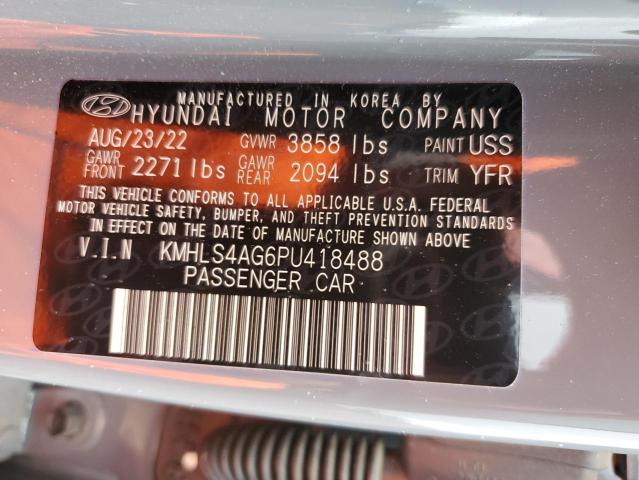 MANUFACTURED IN KOREA BY
HYUNDAI MOTOR COMPANY
AUG/23/22 GVWR 3858 lbs PAINT USS
GAWR FRONT 2271 lbs GAWR REAR 2094 lbs TRIM YFR
THIS VEHICLE CONFORMS TO ALL APPLICABLE U.S.A. FEDERAL
MOTOR VEHICLE SAFETY, BUMPER, AND THEFT PREVENTION STANDARDS
IN EFFECT ON THE DATE OF MANUFACTURE SHOWN ABOVE.
V.I.N KMHLS4AG6PU418488
PASSENGER CAR